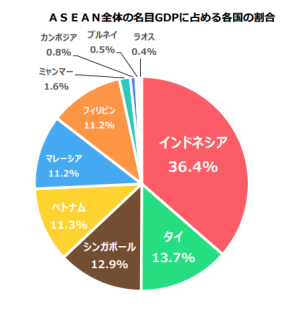 ＡＳＥＡＮ全体の名目GDPに占める各国の割合
カンボジア
0.8%
ブルネイ
0.5%
ラオス
0.4%
ミャンマー
1.6%
フィリピン
11.2%
インドネシア
36.4%
マレーシア
11.2%
ベトナム
11.3%
シンガポール
12.9%
タイ
13.7%